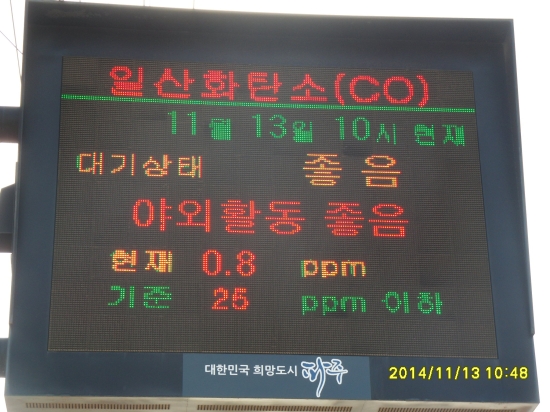 일산화탄소(CO)
11월 13일 10시 현재
대기상태 좋음
야외활동 좋음
현재 0.8 ppm
기준 25 ppm 이하
대한민국 희망도시 파주
2014/11/13 10:48